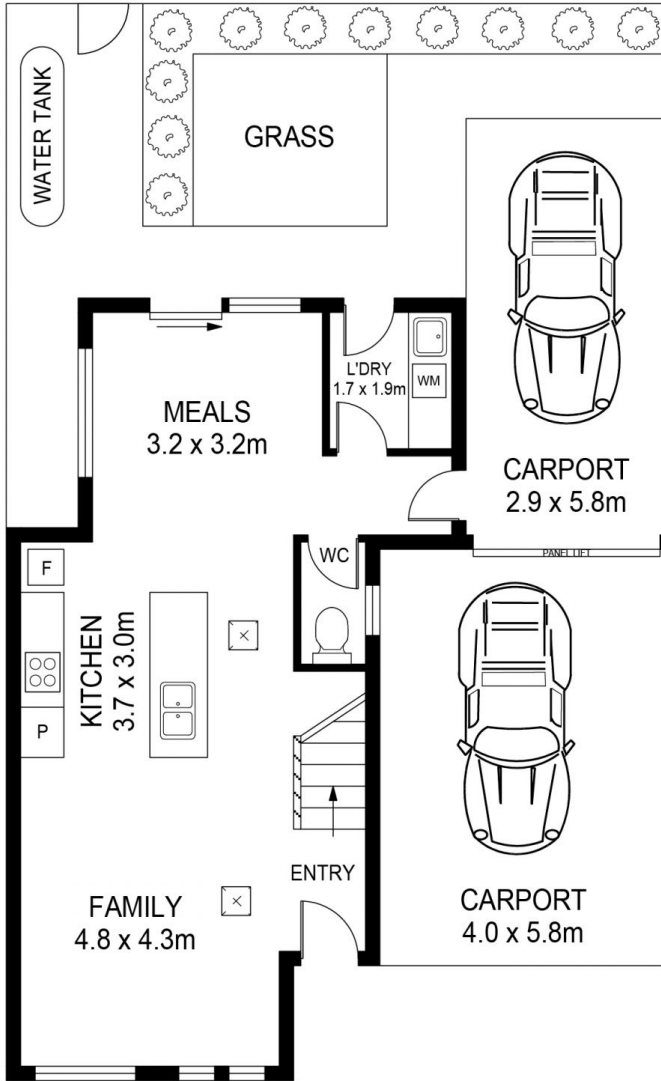 WATER TANK
GRASS
L'DRY
1.7 x 1.9m
WM
MEALS
3.2 x 3.2m
CARPORT
2.9 x 5.8m
PANEL LIFT
WC
F
KITCHEN
3.7 x 3.0m
P
ENTRY
FAMILY
4.8 x 4.3m
CARPORT
4.0 x 5.8m